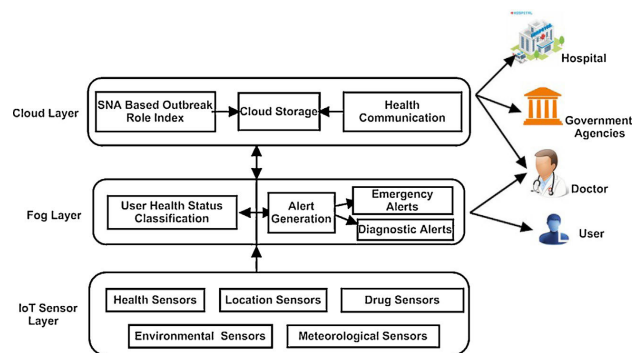 HOSPITAL
Hospital
Cloud Layer
SNA Based Outbreak
Role Index
Cloud Storage
Health
Communication
Government
Agencies
Doctor
Fog Layer
User Health Status
Classification
Alert
Generation
Emergency
Alerts
Diagnostic Alerts
User
IoT Sensor
Layer
Health Sensors
Location Sensors
Drug Sensors
Environmental Sensors
Meteorological Sensors